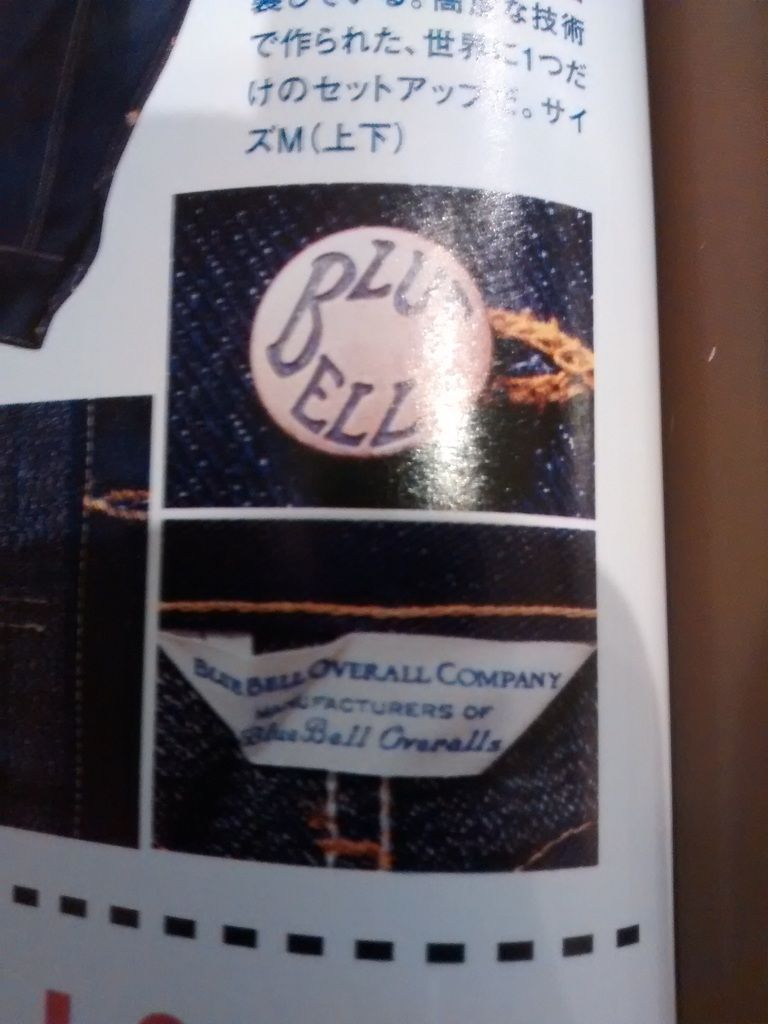 で作られた、世界に1つだ
けのセットアップだ。サイ
ズM(上下)
BLUE
BELL
BLUE BELL OVERALL COMPANY
MANUFACTURERS OF
Blue Bell Overalls